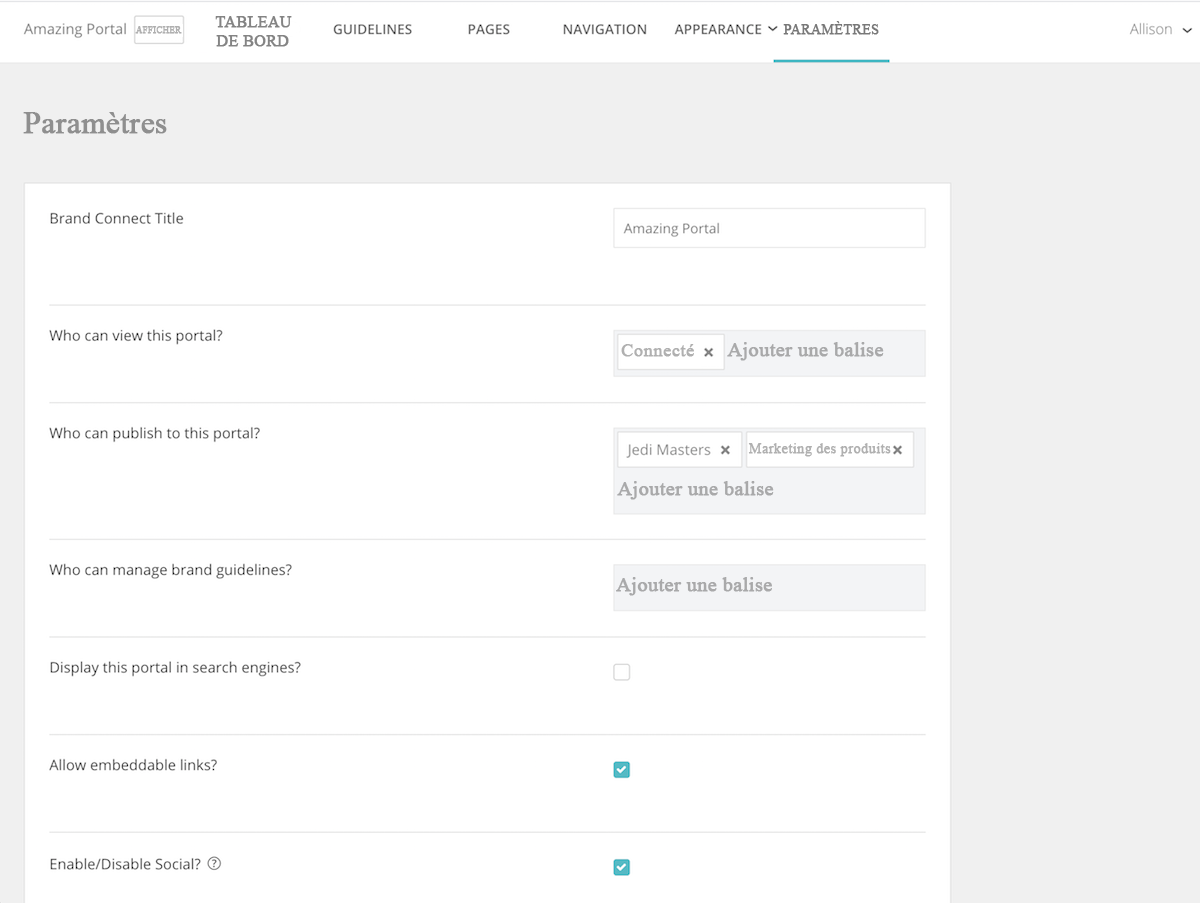 Amazing Portal AFFICHER TABLEAU DE BORD GUIDELINES PAGES NAVIGATION APPEARANCE PARAMÈTRES Allison
Paramètres
Brand Connect Title Amazing Portal
Who can view this portal? Connecté × Ajouter une balise
Who can publish to this portal? Jedi Masters × Marketing des produits ×
Ajouter une balise
Who can manage brand guidelines? Ajouter une balise
Display this portal in search engines?
Allow embeddable links?
Enable/Disable Social? ?